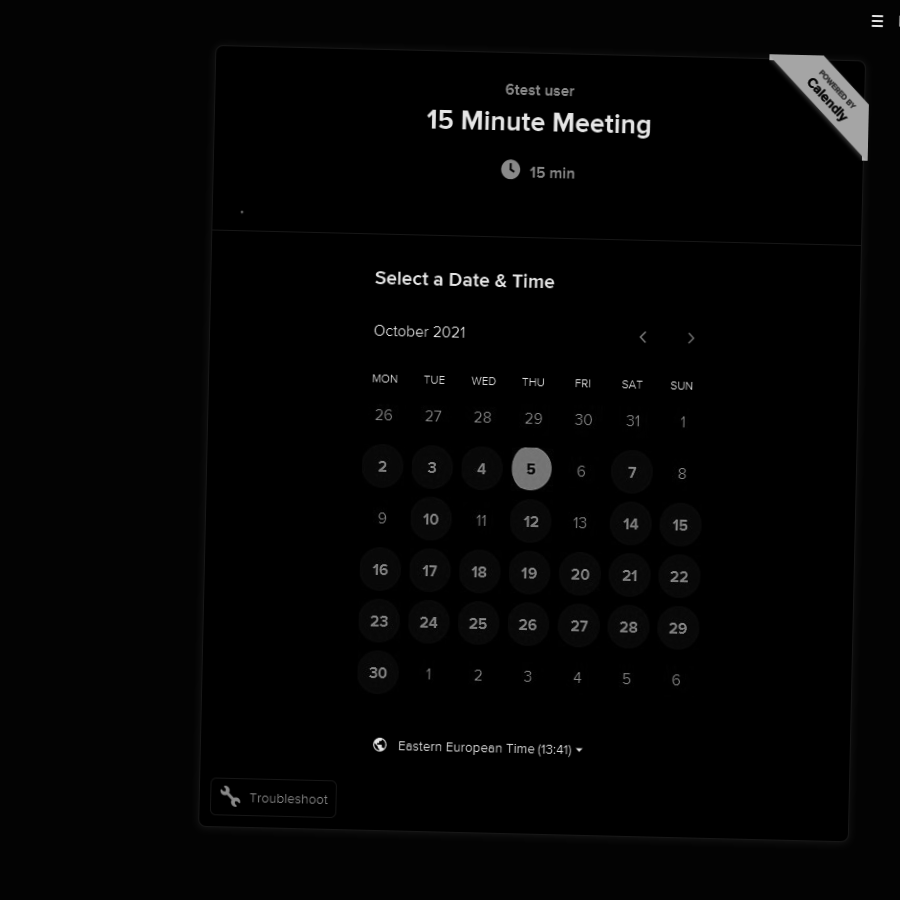 POWERED BY
Calendly
6test user
15 Minute Meeting
15 min
Select a Date & Time
October 2021
MON TUE WED THU FRI SAT SUN
26 27 28 29 30 31 1
2 3 4 5 6 7 8
9 10 11 12 13 14 15
16 17 18 19 20 21 22
23 24 25 26 27 28 29
30 1 2 3 4 5 6
Eastern European Time (13:41)
Troubleshoot